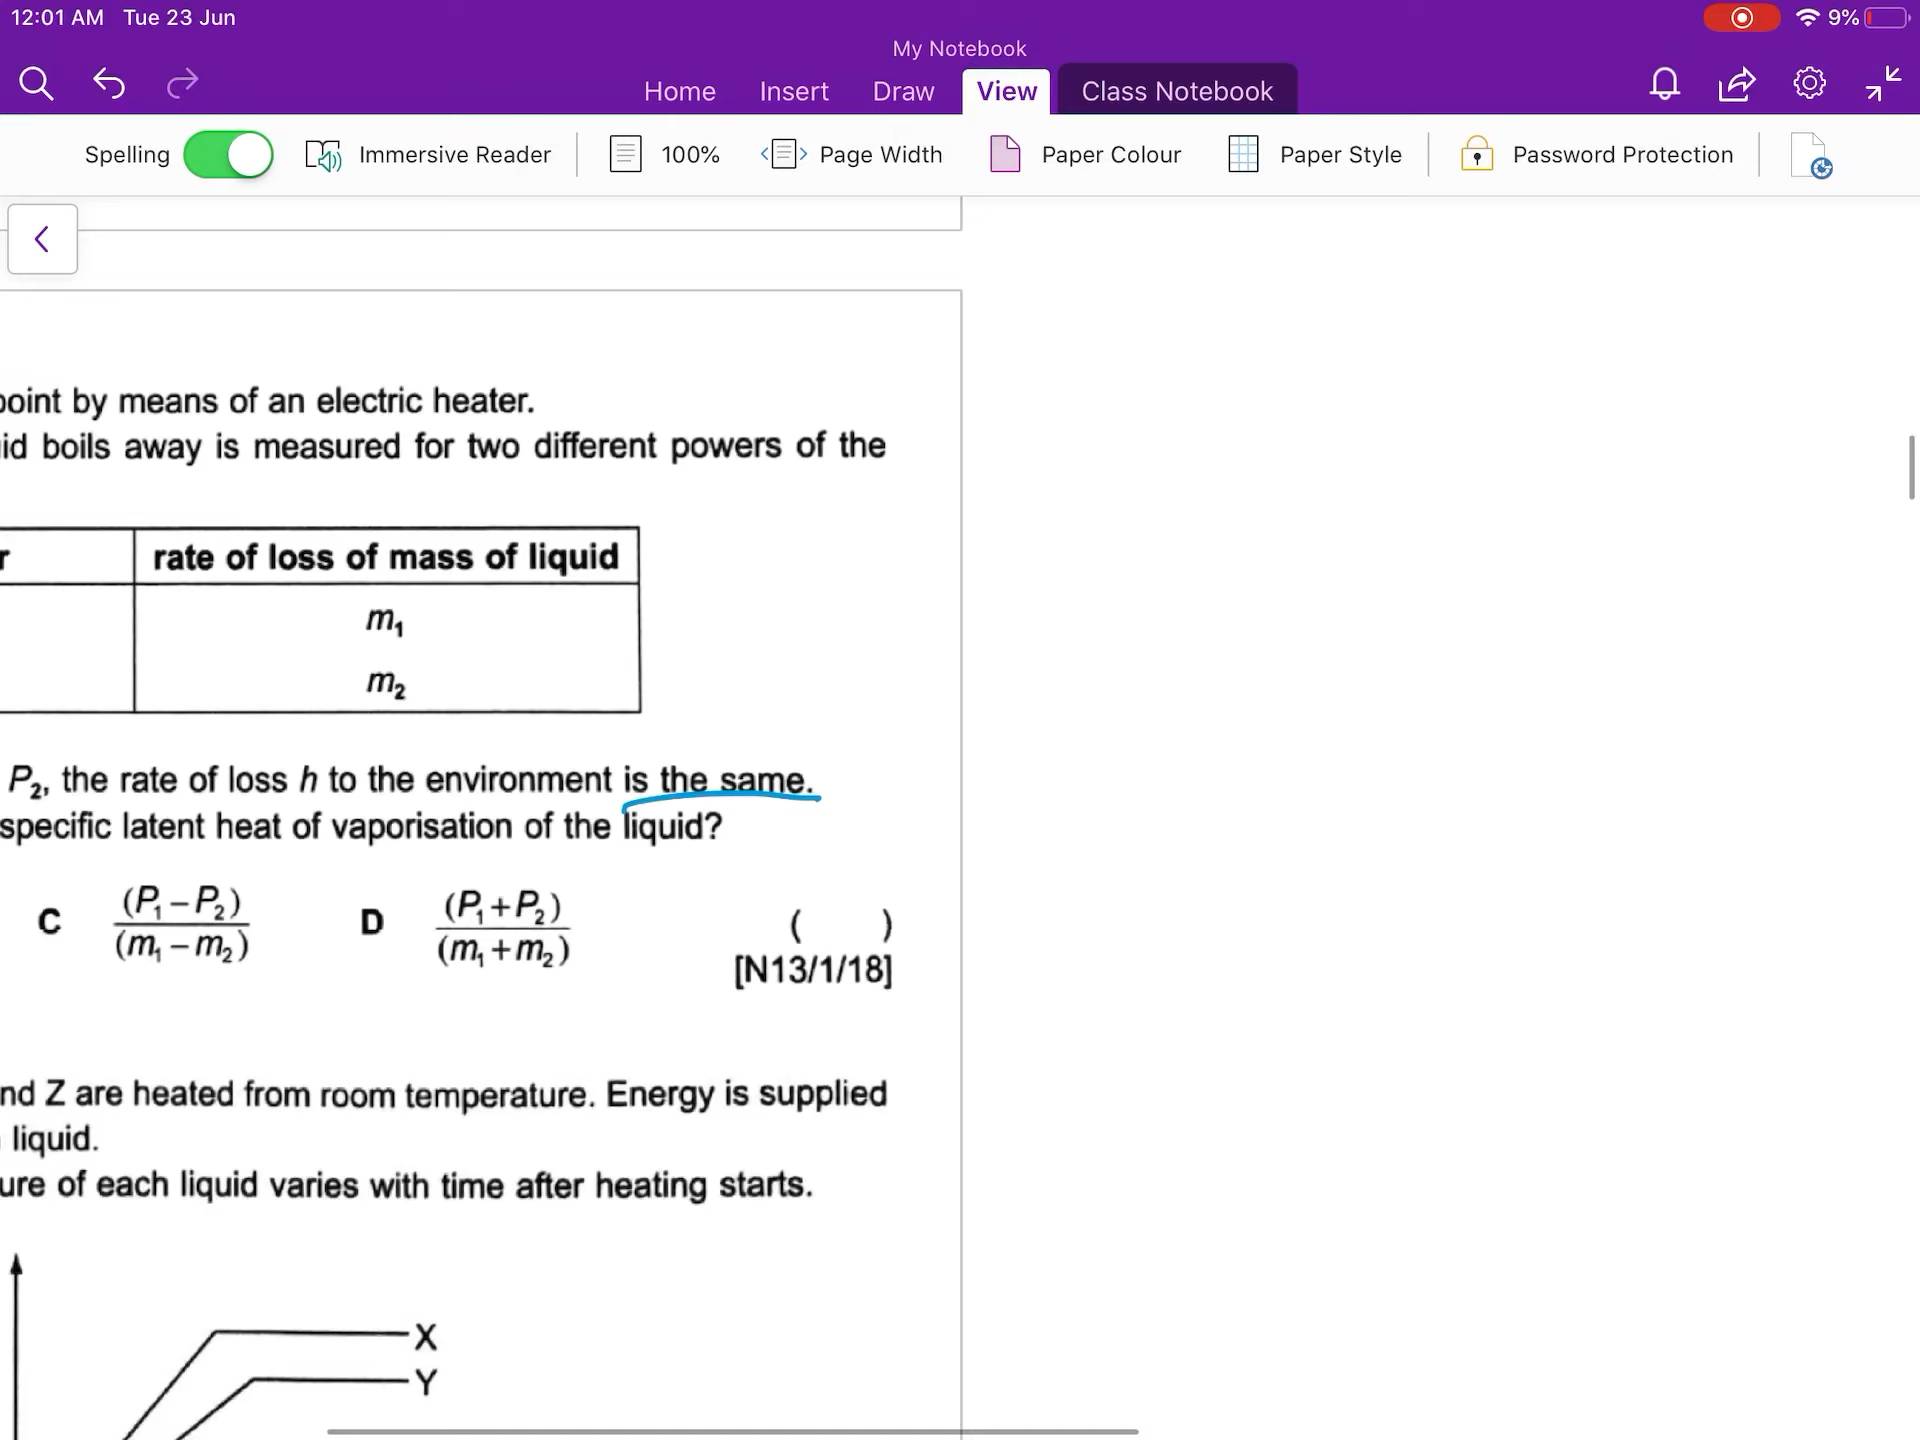 12:01 AM Tue 23 Jun
9%
My Notebook
Home Insert Draw View Class Notebook
Spelling Immersive Reader 100% Page Width Paper Colour Paper Style Password Protection
point by means of an electric heater.
boils away is measured for two different powers of the
rate of loss of mass of liquid
m₁
m₂
P₂, the rate of loss h to the environment is the same.
specific latent heat of vaporisation of the liquid?
C (P₁ – P₂) / (m₁ – m₂) D (P₁ + P₂) / (m₁ + m₂) ( )
[N13/1/18]
Z are heated from room temperature. Energy is supplied
liquid.
of each liquid varies with time after heating starts.
X
Y